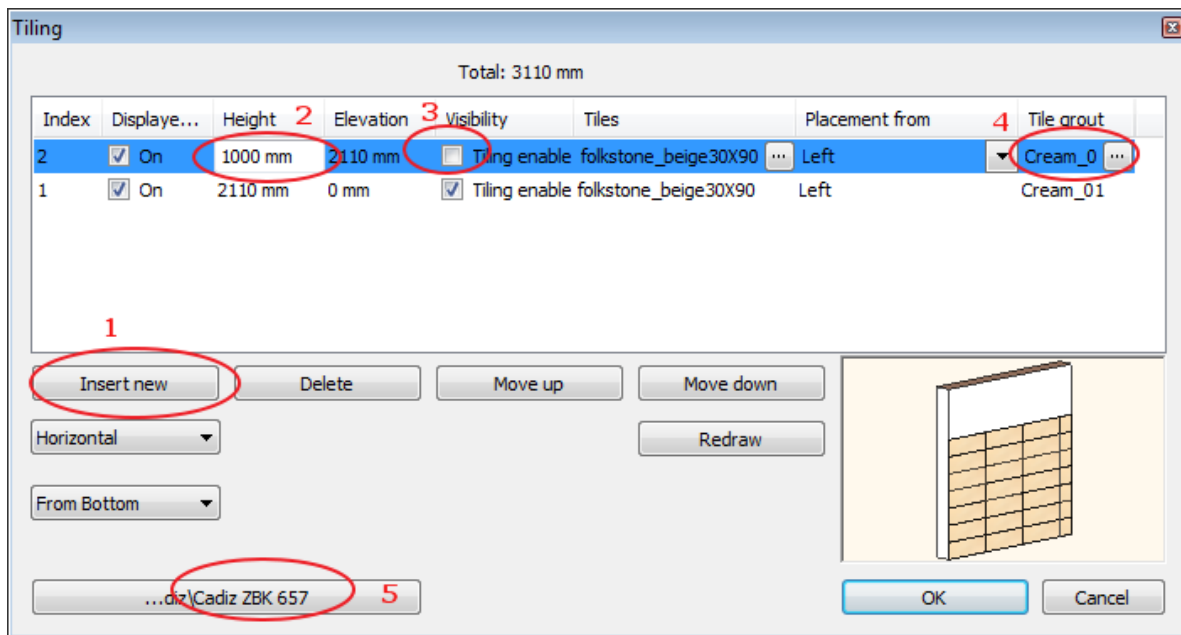 Tiling
Total: 3110 mm
Index Displaye... Height 2 Elevation 3 Visibility Tiles Placement from 4 Tile grout
2 On 1000 mm 2110 mm Tiling enable folkstone_beige30X90 ... Left Cream_0 ...
1 On 2110 mm 0 mm Tiling enable folkstone_beige30X90 Left Cream_01
1
Insert new Delete Move up Move down
Horizontal Redraw
From Bottom
...diz\Cadiz ZBK 657 5 OK Cancel